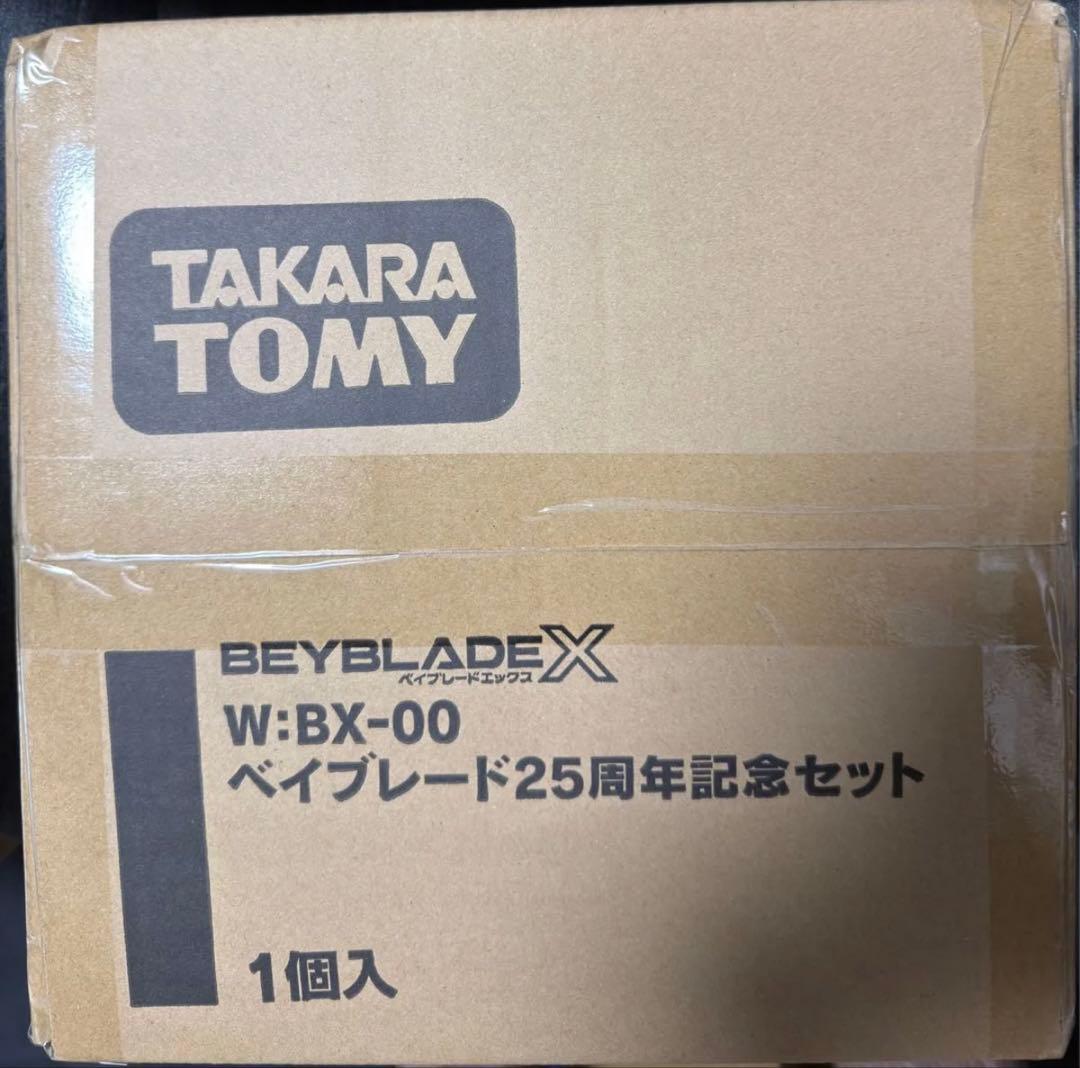 TAKARA
TOMY
BEYBLADE X
ベイブレードエックス
W:BX-00
ベイブレード25周年記念セット
1個入